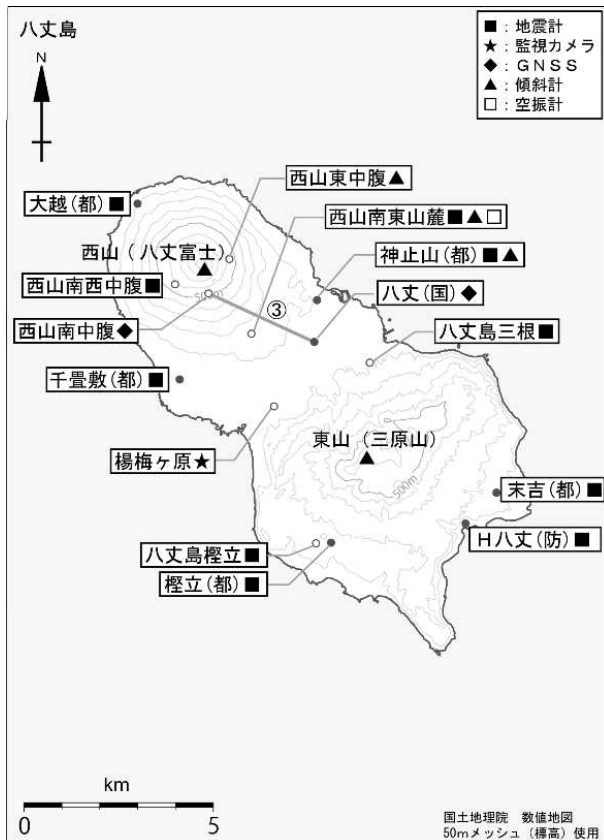 八丈島
N
■：地震計
★：監視カメラ
◆：ＧＮＳＳ
▲：傾斜計
□：空振計
西山東中腹▲
大越(都)■
西山南東山麓■▲□
西山（八丈富士）
神止山(都)■▲
西山南西中腹■
八丈(国)◆
③
西山南中腹◆
八丈島三根■
千畳敷(都)■
東山（三原山）
楊梅ヶ原★
500m
末吉(都)■
Ｈ八丈(防)■
八丈島樫立■
樫立(都)■
km
0 5
国土地理院 数値地図
50mメッシュ（標高）使用